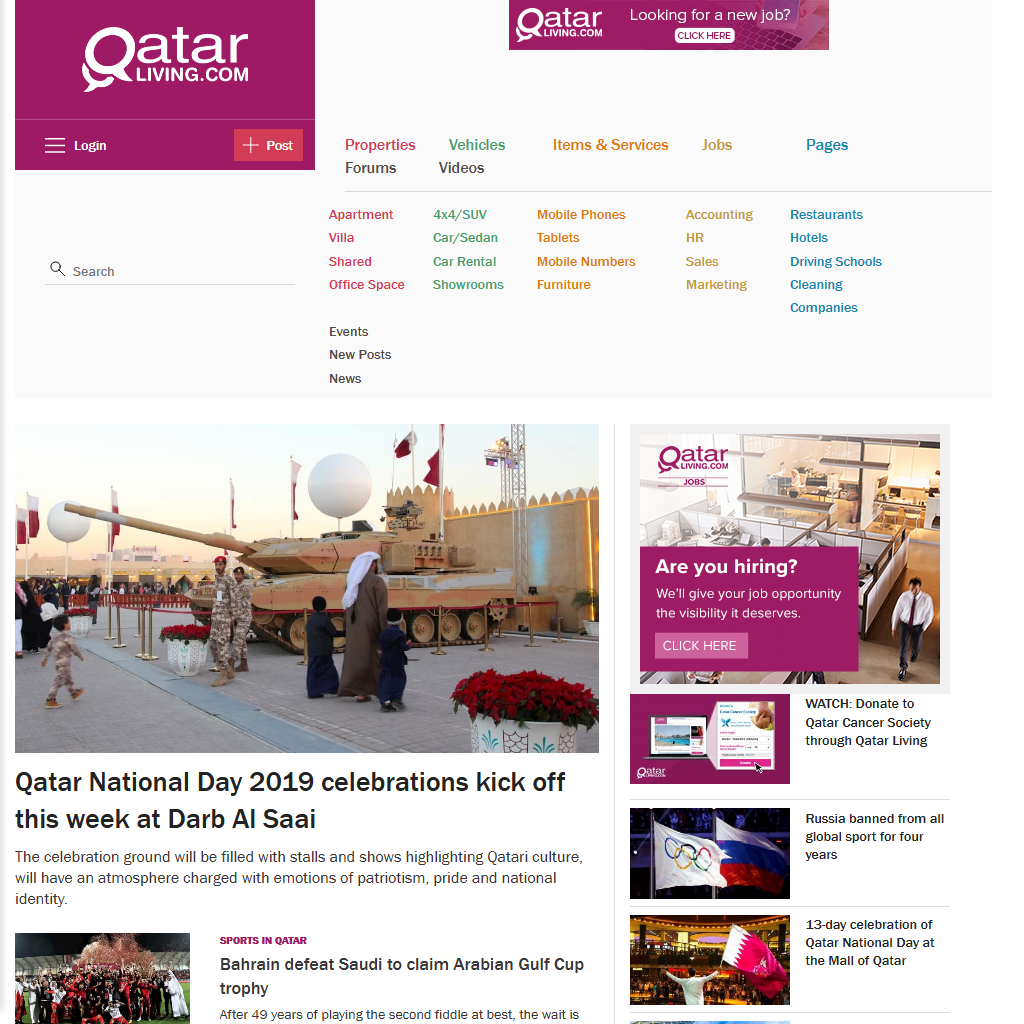 Qatar
LIVING.COM
Qatar
LIVING.COM
Looking for a new job?
CLICK HERE
Login
Post
Properties
Vehicles
Items & Services
Jobs
Pages
Forums
Videos
Search
Apartment
Villa
Shared
Office Space
4x4/SUV
Car/Sedan
Car Rental
Showrooms
Mobile Phones
Tablets
Mobile Numbers
Furniture
Accounting
HR
Sales
Marketing
Restaurants
Hotels
Driving Schools
Cleaning
Companies
Events
New Posts
News
Qatar National Day 2019 celebrations kick off
this week at Darb Al Saai
The celebration ground will be filled with stalls and shows highlighting Qatari culture,
will have an atmosphere charged with emotions of patriotism, pride and national
identity.
SPORTS IN QATAR
Bahrain defeat Saudi to claim Arabian Gulf Cup
trophy
After 49 years of playing the second fiddle at best, the wait is
Qatar
LIVING.COM
JOBS
Are you hiring?
We'll give your job opportunity
the visibility it deserves.
CLICK HERE
Qatar Cancer Society
Donate
Qatar
WATCH: Donate to
Qatar Cancer Society
through Qatar Living
Russia banned from all
global sport for four
years
13-day celebration of
Qatar National Day at
the Mall of Qatar